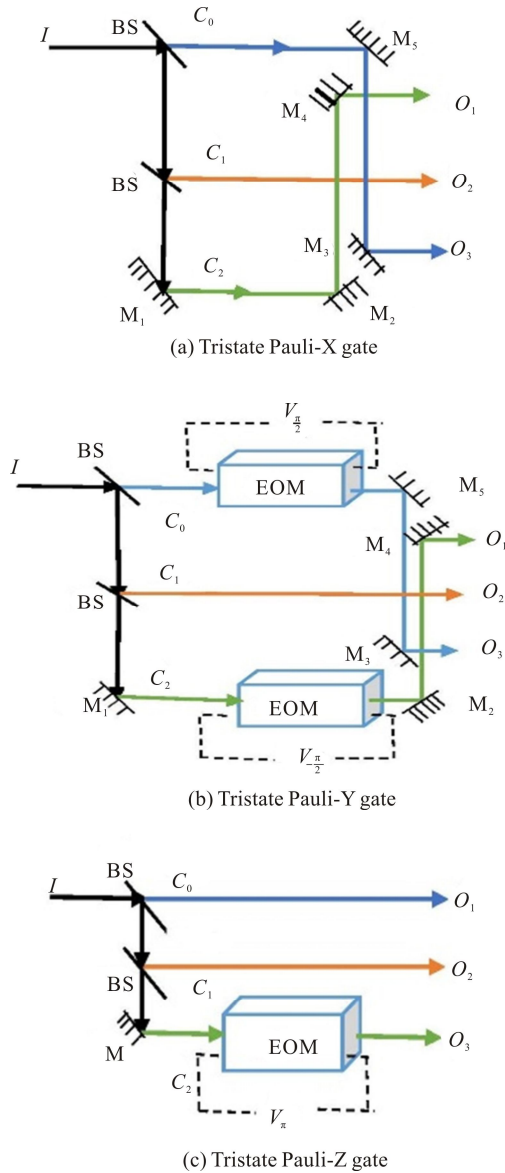 I BS C₀ M₅
M₄ O₁
BS C₁ O₂
M₃ O₃
M₁ C₂ M₂
(a) Tristate Pauli-X gate
V_{π/2}
I BS EOM M₅
C₀ M₄ O₁
BS C₁ O₂
M₃ O₃
M₁ C₂ EOM M₂
V_{-π/2}
(b) Tristate Pauli-Y gate
I BS C₀ O₁
BS C₁ O₂
M EOM O₃
C₂
V_π
(c) Tristate Pauli-Z gate